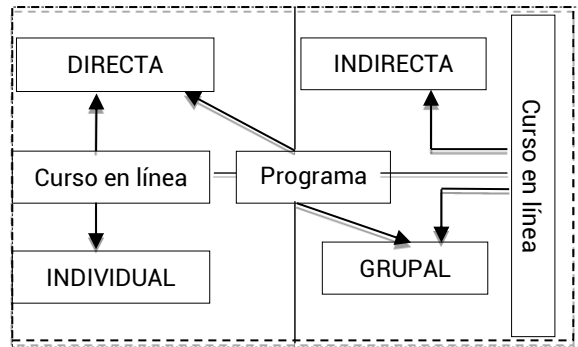 DIRECTA
INDIRECTA
Curso en línea
Programa
Curso en línea
INDIVIDUAL
GRUPAL